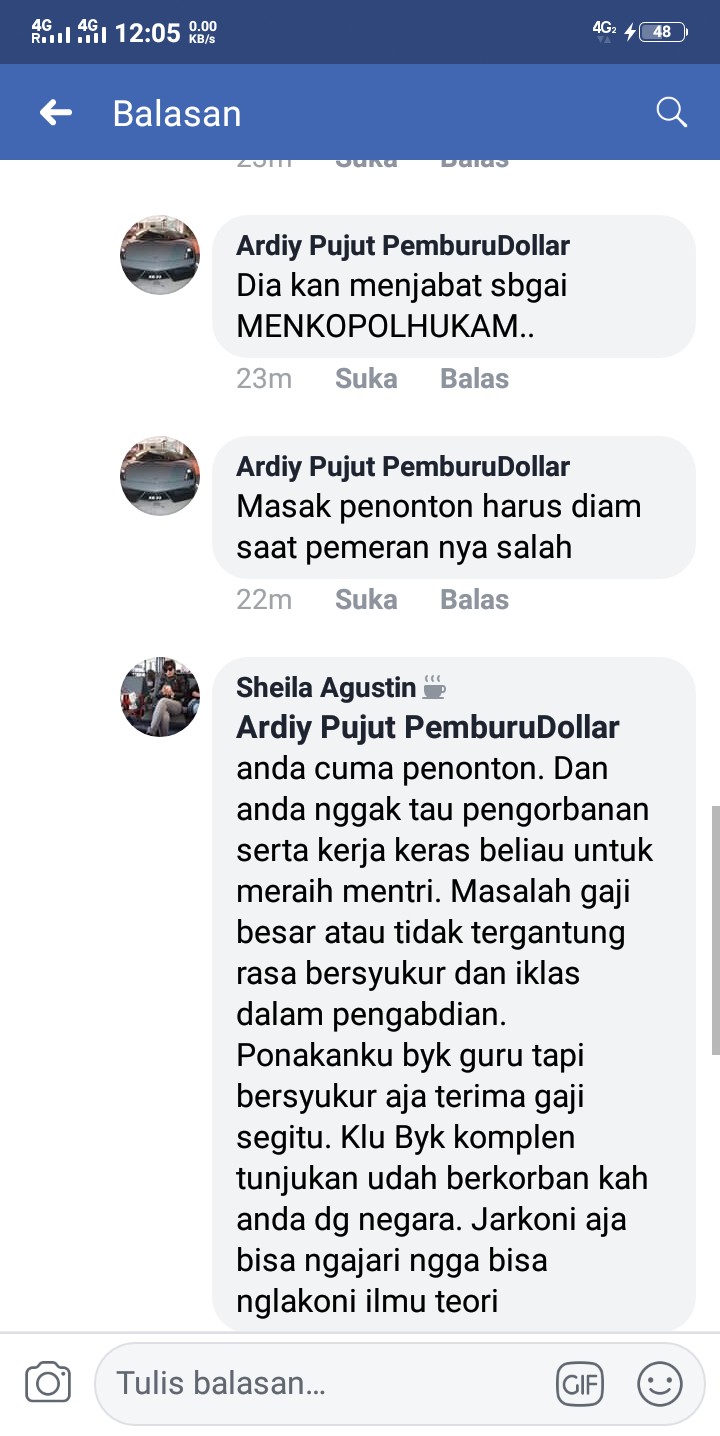 4G 4G 12:05 0.00 4G2 48
R KB/s
Balasan
23m Suka Balas
Ardiy Pujut PemburuDollar
Dia kan menjabat sbgai
MENKOPOLHUKAM..
23m Suka Balas
Ardiy Pujut PemburuDollar
Masak penonton harus diam
saat pemeran nya salah
22m Suka Balas
Sheila Agustin
Ardiy Pujut PemburuDollar
anda cuma penonton. Dan
anda nggak tau pengorbanan
serta kerja keras beliau untuk
meraih mentri. Masalah gaji
besar atau tidak tergantung
rasa bersyukur dan iklas
dalam pengabdian.
Ponakanku byk guru tapi
bersyukur aja terima gaji
segitu. Klu Byk komplen
tunjukan udah berkorban kah
anda dg negara. Jarkoni aja
bisa ngajari ngga bisa
nglakoni ilmu teori
Tulis balasan... GIF